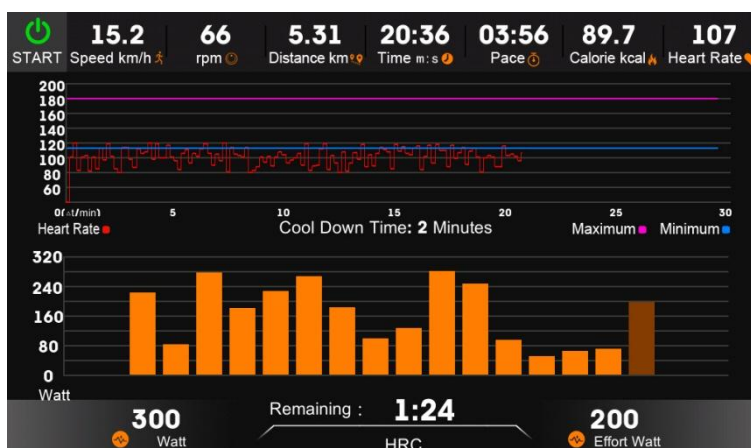 15.2 66 5.31 20:36 03:56 89.7 107
START Speed km/h rpm Distance km Time m:s Pace Calorie kcal Heart Rate
200
180
160
140
120
100
80
60
0(△t/min) 5 10 15 20 25 30
Heart Rate Cool Down Time: 2 Minutes Maximum Minimum
320
240
160
80
0
Watt
300 Remaining : 1:24 200
Watt HRC Effort Watt